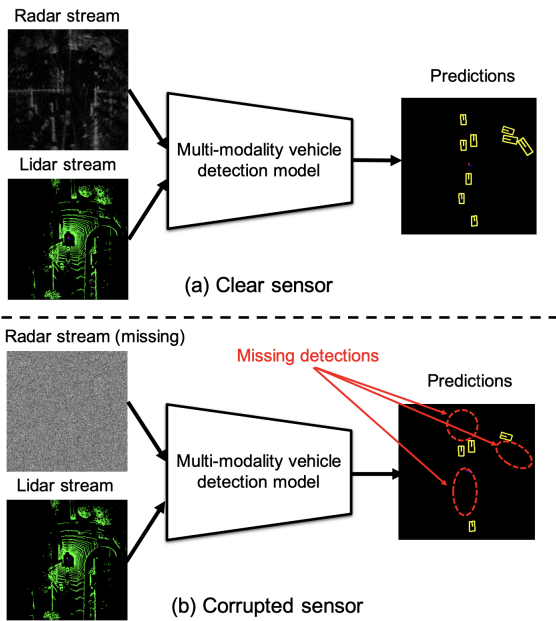 Radar stream
Lidar stream
Multi-modality vehicle
detection model
Predictions
(a) Clear sensor
Radar stream (missing)
Missing detections
Predictions
Multi-modality vehicle
detection model
Lidar stream
(b) Corrupted sensor